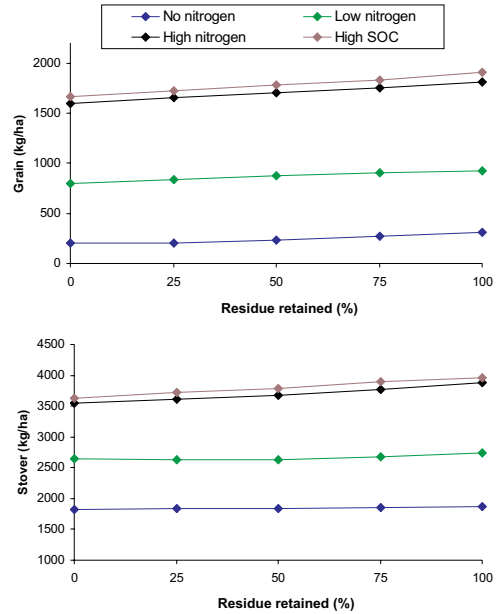 No nitrogen Low nitrogen
High nitrogen High SOC
2000
1500
1000
500
0
Grain (kg/ha)
0 25 50 75 100
Residue retained (%)
4500
4000
3500
3000
2500
2000
1500
1000
Stover (kg/ha)
0 25 50 75 100
Residue retained (%)